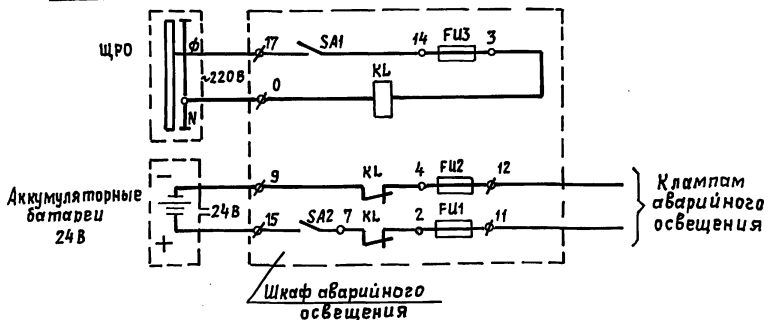 ЩРО
Ф
~220В
N
17
SA1
14
FU3
3
0
KL
Аккумуляторные
батареи
24В
−
=24В
+
9
KL
4
FU2
12
15
SA2
7
KL
2
FU1
11
К лампам
аварийного
освещения
Шкаф аварийного
освещения